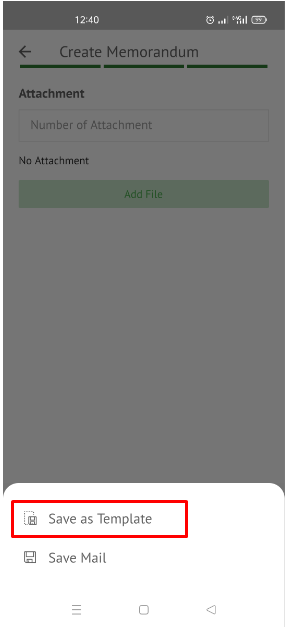 12:40
Create Memorandum
Attachment
Number of Attachment
No Attachment
Add File
Save as Template
Save Mail